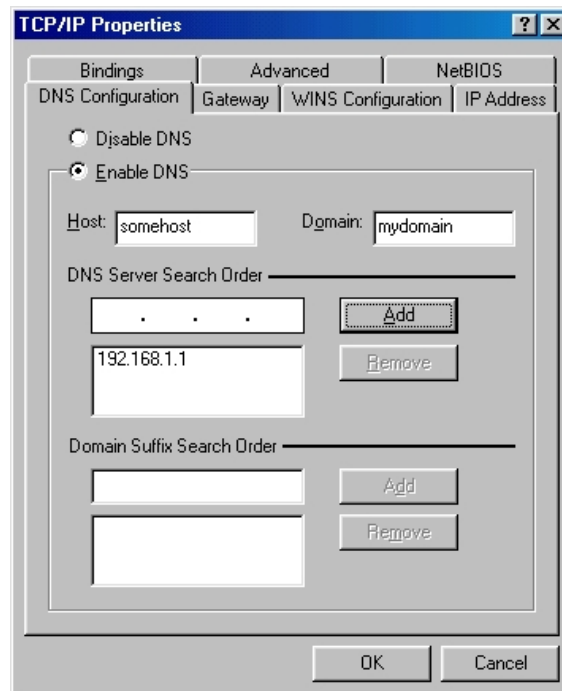 TCP/IP Properties
Bindings
Advanced
NetBIOS
DNS Configuration
Gateway
WINS Configuration
IP Address
Disable DNS
Enable DNS
Host:
somehost
Domain:
mydomain
DNS Server Search Order
. . .
Add
192.168.1.1
Remove
Domain Suffix Search Order
Add
Remove
OK
Cancel